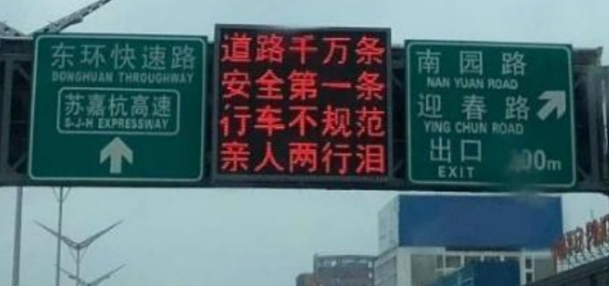 东环快速路
DONGHUAN THROUGHWAY
苏嘉杭高速
S-J-H EXPRESSWAY
道路千万条
安全第一条
行车不规范
亲人两行泪
南园路
NAN YUAN ROAD
迎春路
YING CHUN ROAD
出口
EXIT